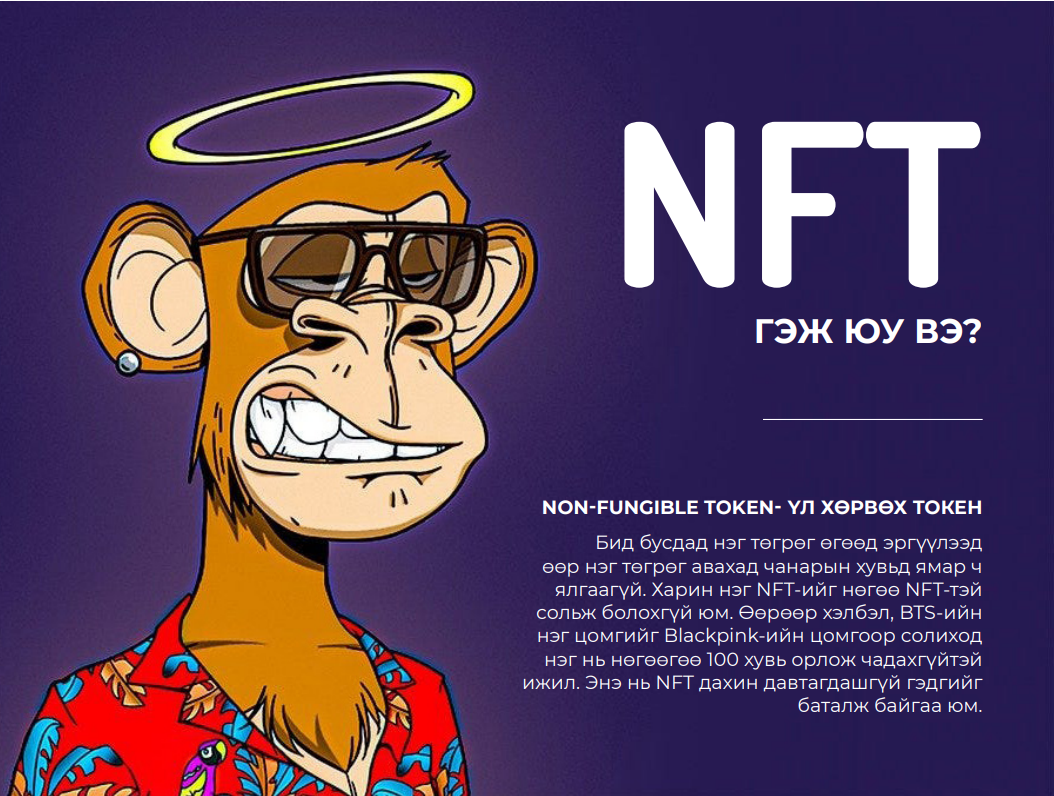 NFT
ГЭЖ ЮУ ВЭ?
NON-FUNGIBLE TOKEN- ҮЛ ХӨРВӨХ ТОКЕН
Бид бусдад нэг төгрөг өгөөд эргүүлээд
өөр нэг төгрөг авахад чанарын хувьд ямар ч
ялгаагүй. Харин нэг NFT-ийг нөгөө NFT-тэй
сольж болохгүй юм. Өөрөөр хэлбэл, BTS-ийн
нэг цомгийг Blackpink-ийн цомгоор солиход
нэг нь нөгөөгөө 100 хувь орлож чадахгүйтэй
ижил. Энэ нь NFT дахин давтагдашгүй гэдгийг
баталж байгаа юм.